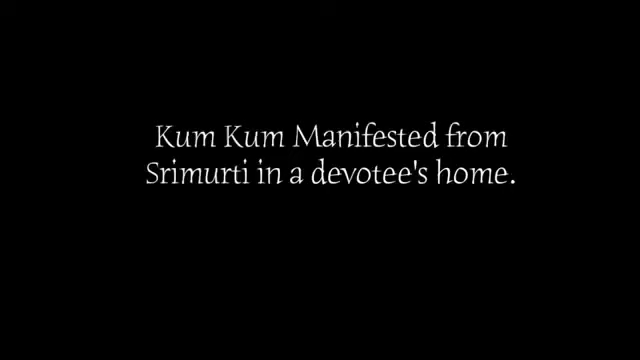 Kum Kum Manifested from
Srimurti in a devotee's home.